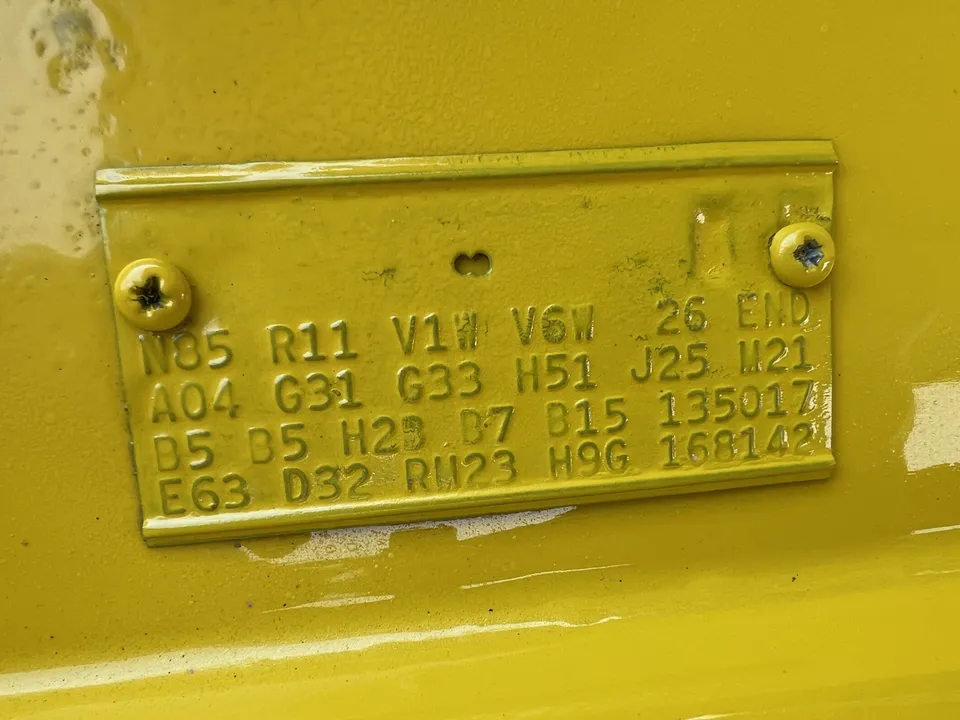 N85 R11 V1W V6W 26 END
A04 G31 G33 H51 J25 M21
B5 B5 H2B B7 B15 135017
E63 D32 RM23 H9G 168142